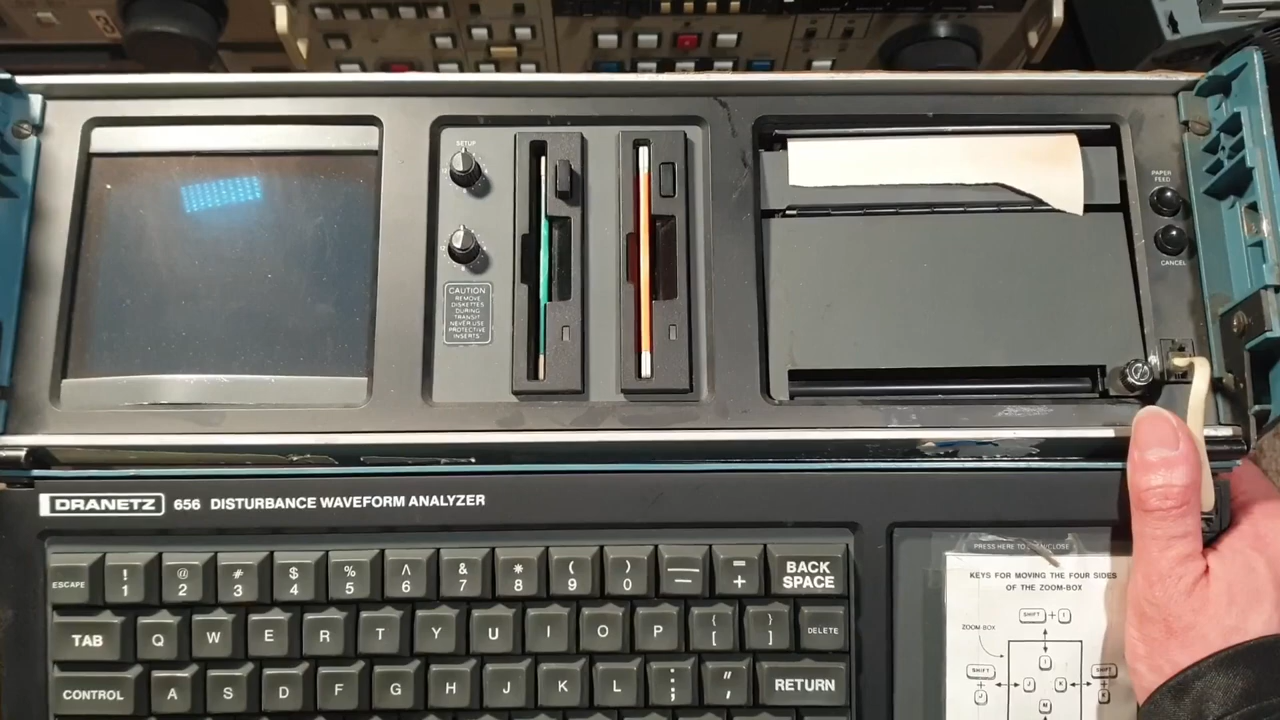 3
SETUP
PAPER
FEED
CANCEL
CAUTION
REMOVE
DISKETTES
DURING
TRANSIT
NEVER USE
PROTECTIVE
INSERTS
DRANETZ 656 DISTURBANCE WAVEFORM ANALYZER
PRESS HERE TO /CLOSE
KEYS FOR MOVING THE FOUR SIDES
OF THE ZOOM-BOX
SHIFT + I
ZOOM-BOX
SHIFT I SHIFT
+ J K +
J M
ESCAPE ! 1 @ 2 # 3 $ 4 % 5 ^ 6 & 7 * 8 ( 9 ) 0 — = + BACK SPACE
TAB Q W E R T Y U I O P { [ } ] DELETE
CONTROL A S D F G H J K L : ; " , RETURN